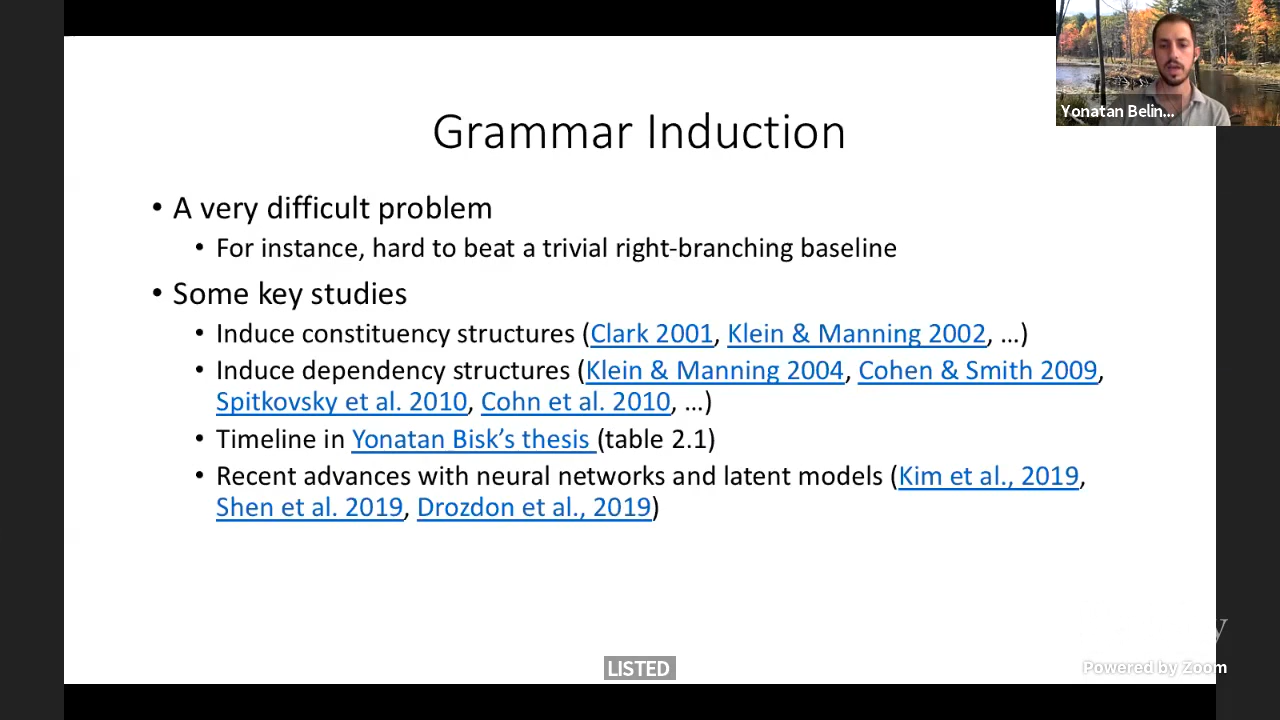 Yonatan Belin...
Grammar Induction
• A very difficult problem
• For instance, hard to beat a trivial right-branching baseline
• Some key studies
• Induce constituency structures (Clark 2001, Klein & Manning 2002, …)
• Induce dependency structures (Klein & Manning 2004, Cohen & Smith 2009,
Spitkovsky et al. 2010, Cohn et al. 2010, …)
• Timeline in Yonatan Bisk’s thesis (table 2.1)
• Recent advances with neural networks and latent models (Kim et al., 2019,
Shen et al. 2019, Drozdon et al., 2019)
LISTED
Powered by Zoom